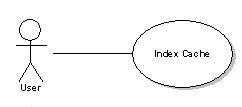 Index Cache
User